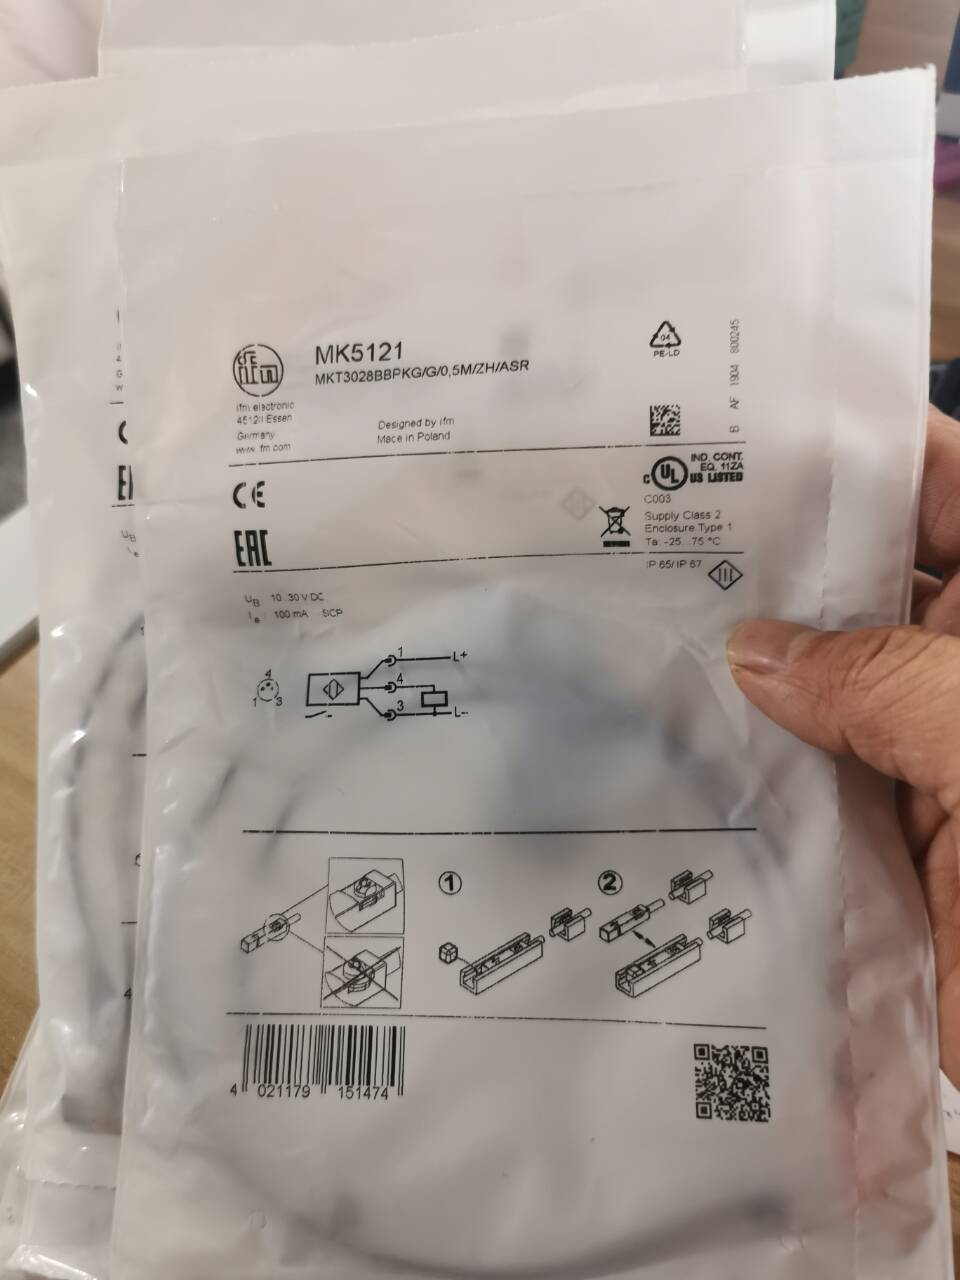 ifm
MK5121
MKT3028BBPKG/G/0,5M/ZH/ASR
ifm electronic
Essen
Germany
Designed by ifm
Made in Poland
04
PE-LD
B AF 1904 800245
CE
EAC
C UL US LISTED
IND. CONT.
EQ. 11ZA
C003
Supply Class 2
Enclosure Type 1
Ta: -25...75 °C
IP 65/ IP 67
UB 10...30 V DC
Ie 100 mA SCP
4
1 3
1 L+
4
3 L-
1
2
4 021179 151474